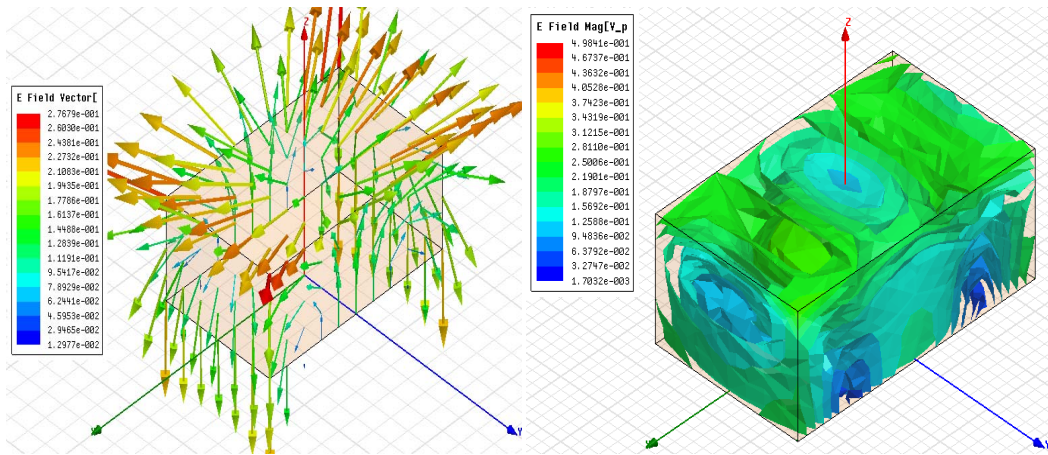 E Field Vector[
2.7679e-001
2.6030e-001
2.4381e-001
2.2732e-001
2.1083e-001
1.9435e-001
1.7786e-001
1.6137e-001
1.4488e-001
1.2839e-001
1.1191e-001
9.5417e-002
7.8929e-002
6.2441e-002
4.5953e-002
2.9465e-002
1.2977e-002
Z
E Field Mag[V_p
4.9841e-001
4.6737e-001
4.3632e-001
4.0528e-001
3.7423e-001
3.4319e-001
3.1215e-001
2.8110e-001
2.5006e-001
2.1901e-001
1.8797e-001
1.5692e-001
1.2588e-001
9.4836e-002
6.3792e-002
3.2747e-002
1.7032e-003
Z